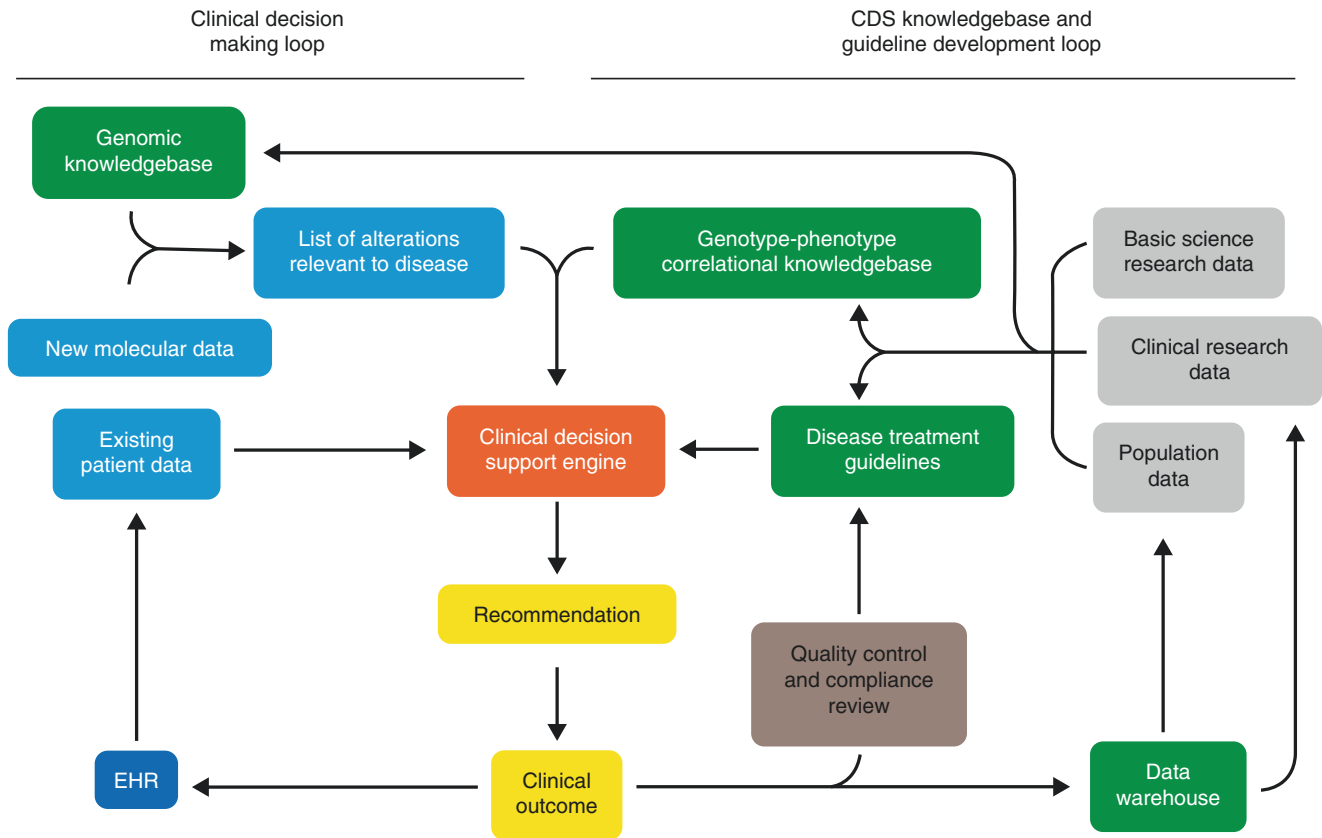 Clinical decision
making loop
CDS knowledgebase and
guideline development loop
Genomic
knowledgebase
List of alterations
relevant to disease
Genotype-phenotype
correlational knowledgebase
Basic science
research data
New molecular data
Clinical research
data
Existing
patient data
Clinical decision
support engine
Disease treatment
guidelines
Population
data
Recommendation
Quality control
and compliance
review
EHR
Clinical
outcome
Data
warehouse